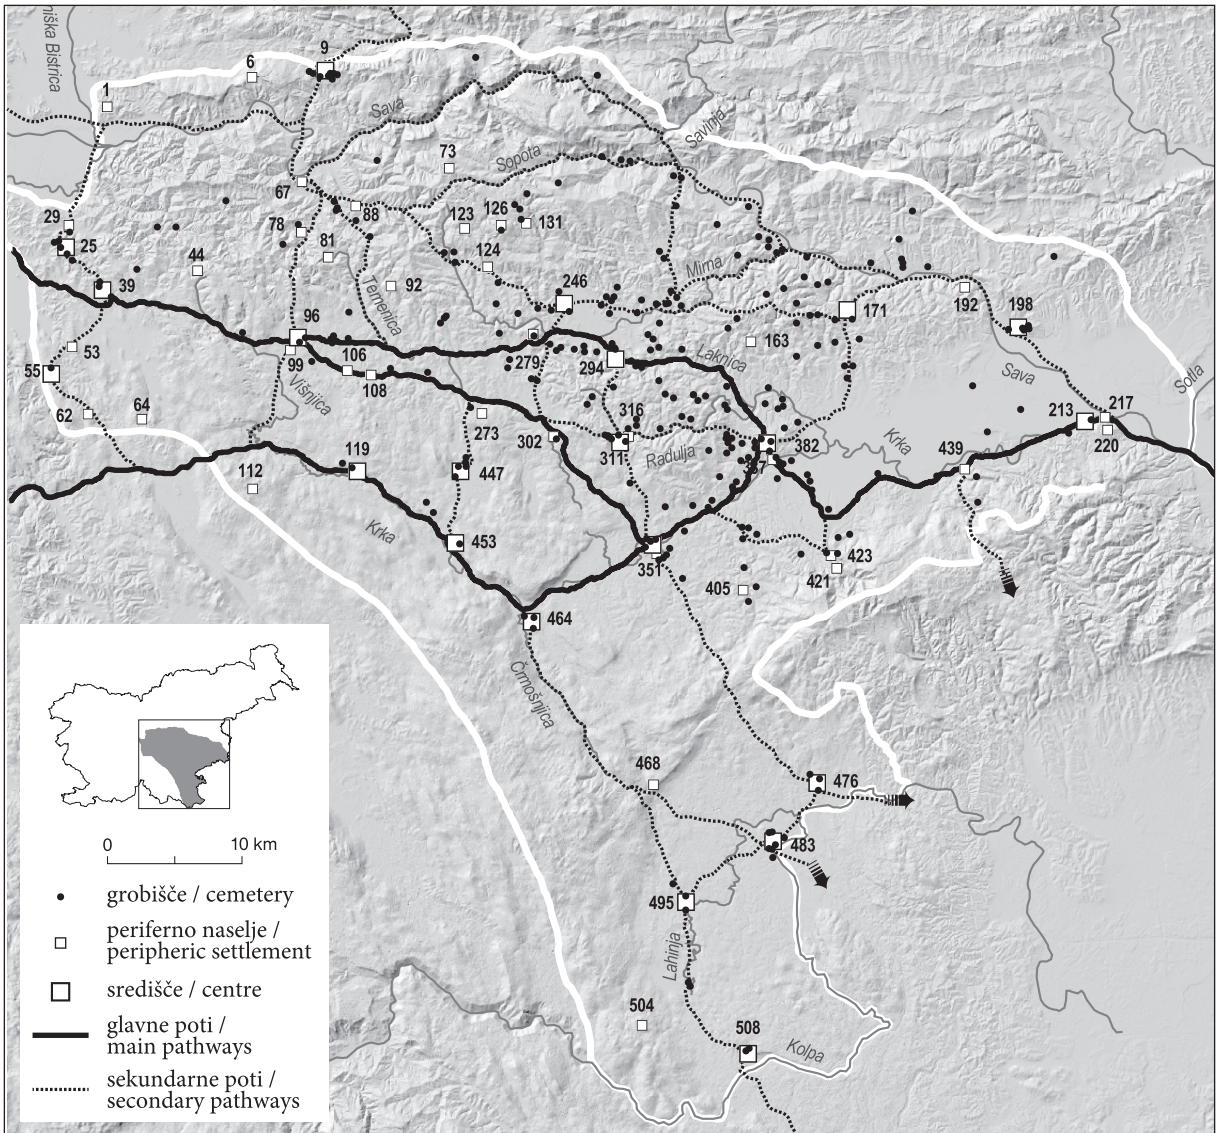 niška Bistrica
9
6
1
Sava
Savinja
73
Sopota
67
29
88
123
126
131
78
25
81
124
44
Mirna
39
92
246
Temenica
192
96
171
198
53
99
106
279
294
Laknica
163
55
108
Sava
Sotla
Višnjica
62
64
273
316
213
217
302
382
Krka
220
311
Radulja
357
439
119
112
447
Krka
453
351
423
421
405
464
Črmošnjica
468
476
483
495
Lahinja
504
508
Kolpa
0 10 km
grobišče / cemetery
periferno naselje /
peripheric settlement
središče / centre
glavne poti /
main pathways
sekundarne poti /
secondary pathways